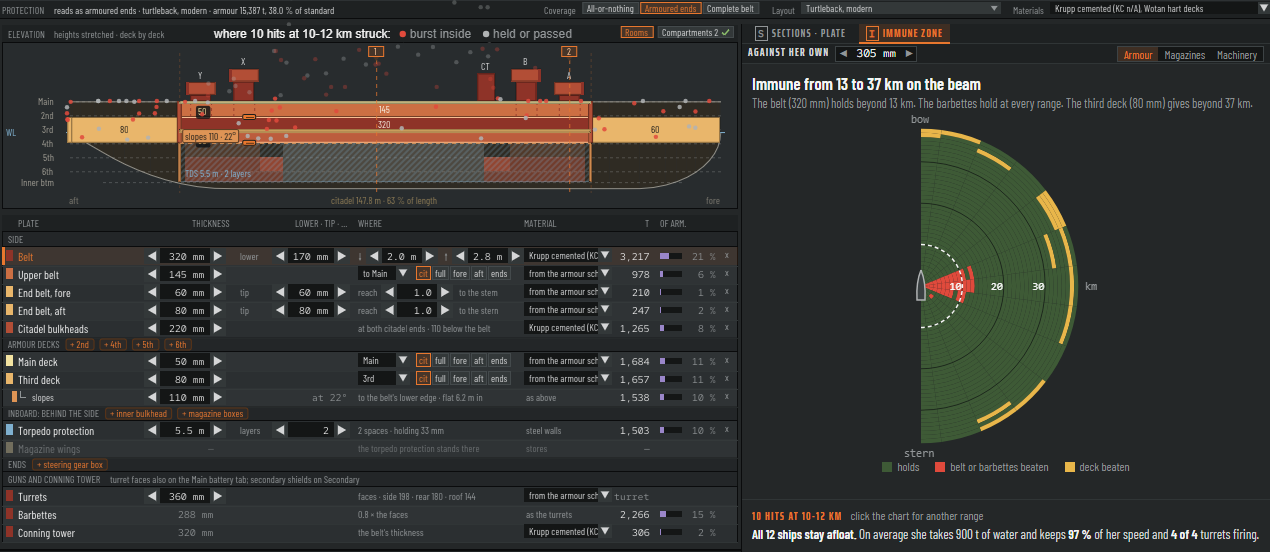 PROTECTION reads as armoured ends · turtleback, modern · armour 15,387 t, 38.0 % of standard Coverage All-or-nothing Armoured ends Complete belt Layout Turtleback, modern Materials Krupp cemented (KC n/A), Wotan hart decks
ELEVATION heights stretched · deck by deck where 10 hits at 10-12 km struck: burst inside held or passed Rooms Compartments 2 ✓
1 2
Y X CT B A
Main
2nd
3rd
4th
5th
6th
Inner btm
WL
50 145
80 320 60
slopes 110 · 22°
TDS 5.5 m · 2 layers
aft citadel 147.8 m · 63 % of length fore
PLATE THICKNESS LOWER · TIP · … WHERE MATERIAL T OF ARM.
SIDE
Belt 320 mm lower 170 mm ↓ 2.0 m ↑ 2.8 m Krupp cemented (KC 3,217 21 % x
Upper belt 145 mm to Main cit full fore aft ends from the armour sch 978 6 % x
End belt, fore 60 mm tip 60 mm reach 1.0 to the stem from the armour sch 210 1 % x
End belt, aft 80 mm tip 80 mm reach 1.0 to the stern from the armour sch 247 2 % x
Citadel bulkheads 220 mm at both citadel ends · 110 below the belt Krupp cemented (KC 1,265 8 % x
ARMOUR DECKS + 2nd + 4th + 5th + 6th
Main deck 50 mm Main cit full fore aft ends from the armour sch 1,684 11 % x
Third deck 80 mm 3rd cit full fore aft ends from the armour sch 1,657 11 % x
slopes 110 mm at 22° to the belt's lower edge · flat 6.2 m in as above 1,538 10 % x
INBOARD: BEHIND THE SIDE + inner bulkhead + magazine boxes
Torpedo protection 5.5 m layers 2 2 spaces · holding 33 mm steel walls 1,503 10 % x
Magazine wings — the torpedo protection stands there stores —
ENDS + steering gear box
GUNS AND CONNING TOWER turret faces also on the Main battery tab; secondary shields on Secondary
Turrets 360 mm faces · side 198 · rear 180 · roof 144 from the armour sch turret
Barbettes 288 mm 0.8 × the faces as the turrets 2,266 15 %
Conning tower 320 mm the belt's thickness Krupp cemented (KC 306 2 % x
S SECTIONS · PLATE I IMMUNE ZONE
AGAINST HER OWN 305 mm Armour Magazines Machinery
Immune from 13 to 37 km on the beam
The belt (320 mm) holds beyond 13 km. The barbettes hold at every range. The third deck (80 mm) gives beyond 37 km.
bow
10 20 30 km
stern
holds belt or barbettes beaten deck beaten
10 HITS AT 10-12 KM click the chart for another range
All 12 ships stay afloat. On average she takes 900 t of water and keeps 97 % of her speed and 4 of 4 turrets firing.